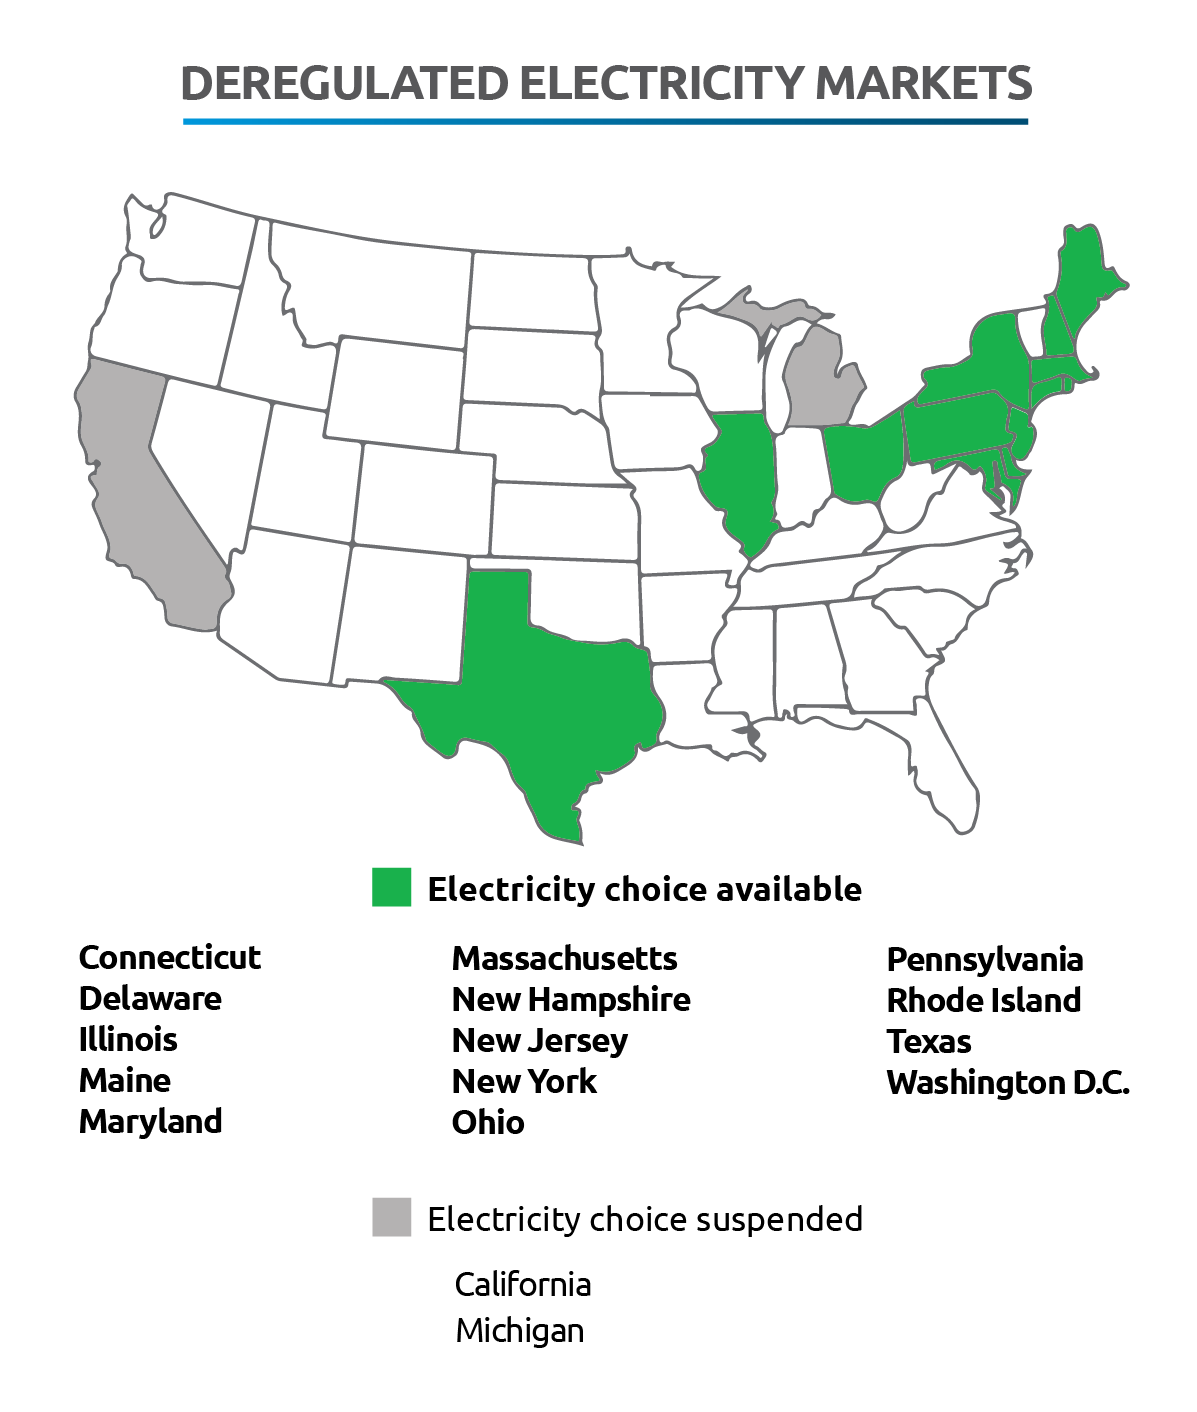 DEREGULATED ELECTRICITY MARKETS
Electricity choice available
Connecticut
Delaware
Illinois
Maine
Maryland
Massachusetts
New Hampshire
New Jersey
New York
Ohio
Pennsylvania
Rhode Island
Texas
Washington D.C.
Electricity choice suspended
California
Michigan